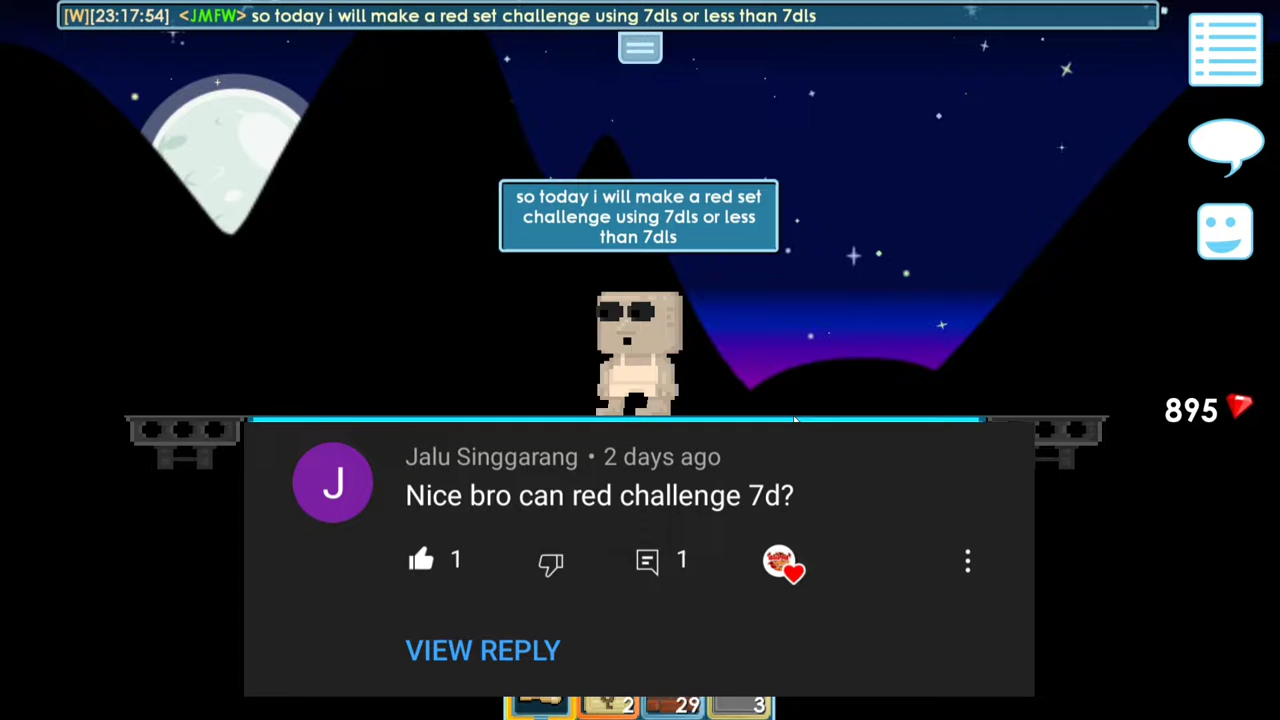 [W][23:17:54] <JMFW> so today i will make a red set challenge using 7dls or less than 7dls
so today i will make a red set
challenge using 7dls or less
than 7dls
895
J
Jalu Singgarang • 2 days ago
Nice bro can red challenge 7d?
1
1
VIEW REPLY
2
29
3